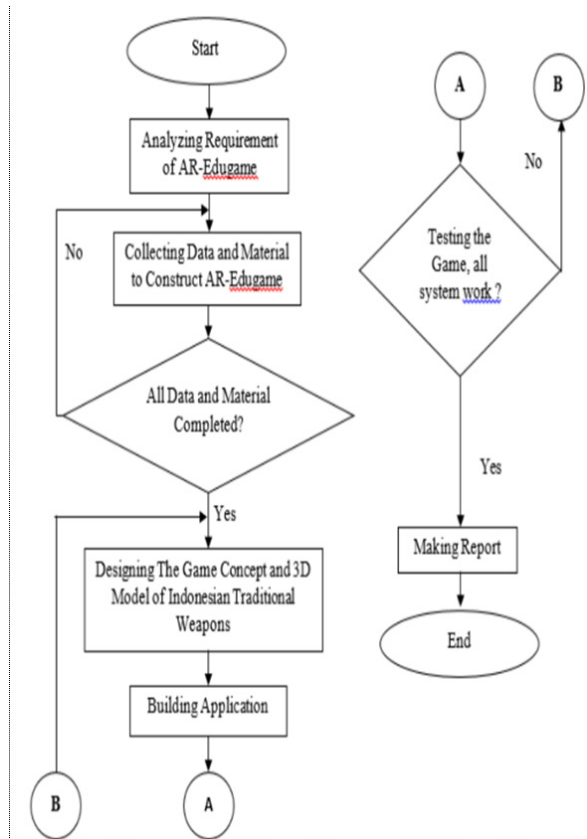 Start
Analyzing Requirement
of AR-Edugame
No
Collecting Data and Material
to Construct AR-Edugame
All Data and Material
Completed?
Yes
Designing The Game Concept and 3D
Model of Indonesian Traditional
Weapons
Building Application
B
A
A
B
No
Testing the
Game, all
system work ?
Yes
Making Report
End